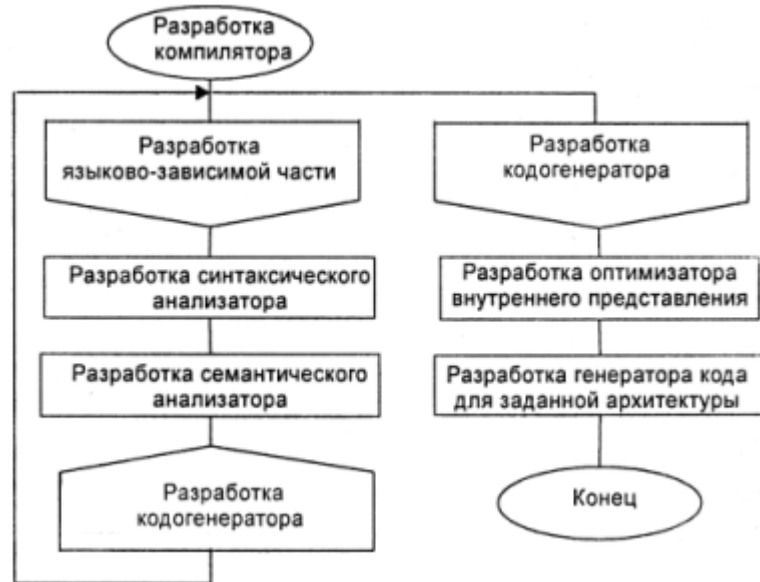 Разработка
компилятора
Разработка
языково-зависимой части
Разработка синтаксического
анализатора
Разработка семантического
анализатора
Разработка
кодогенератора
Разработка
кодогенератора
Разработка оптимизатора
внутреннего представления
Разработка генератора кода
для заданной архитектуры
Конец